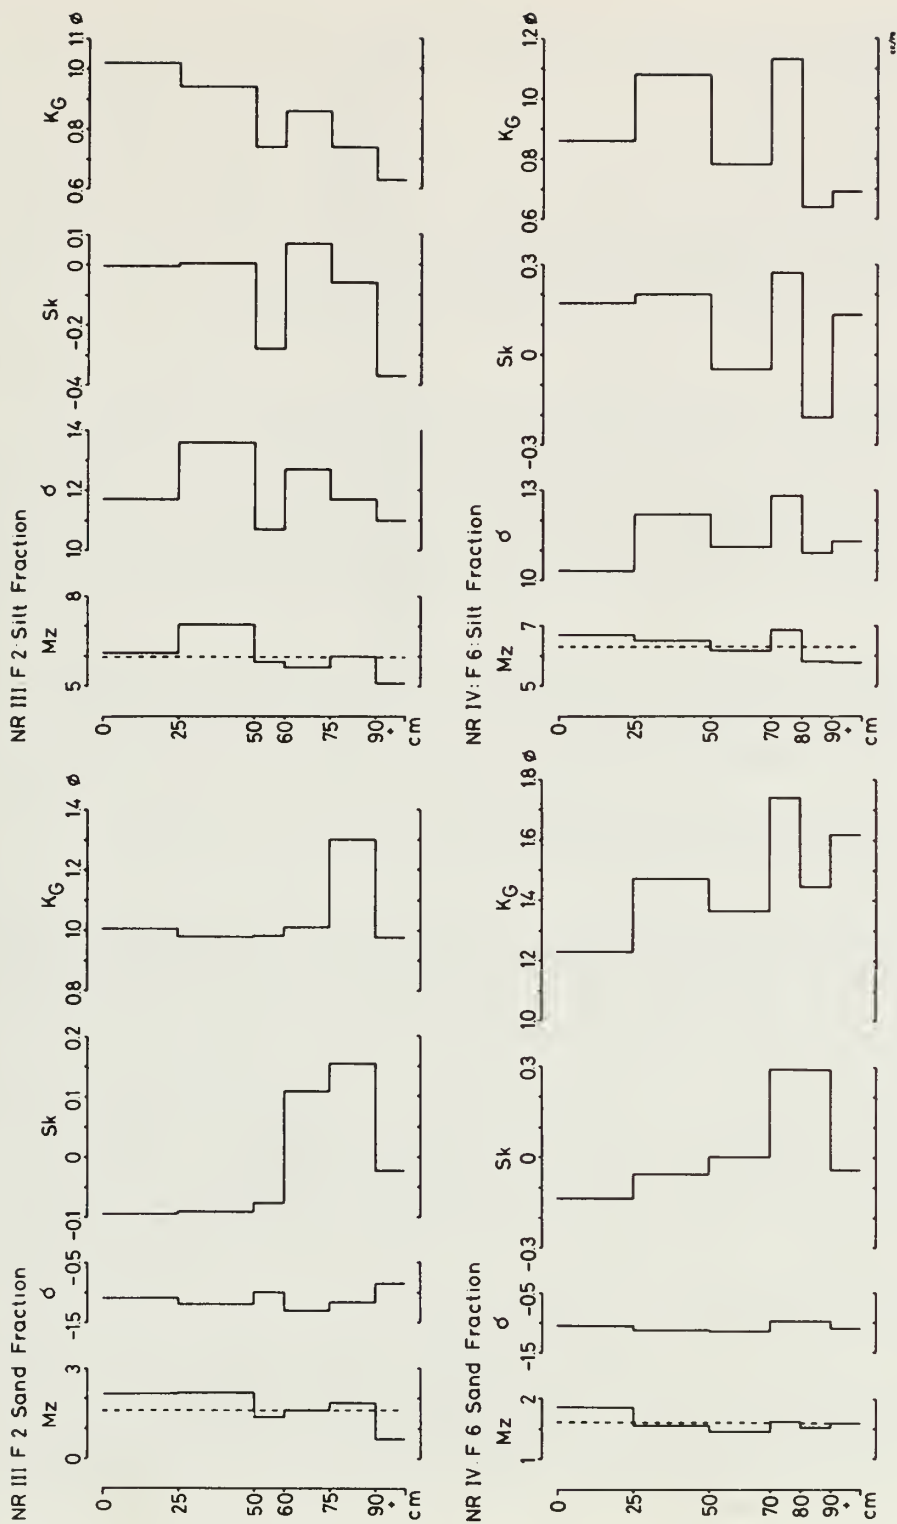 NR III F 2 Sand Fraction
Mz
0 3
σ
-1.5 -0.5
Sk
-0.1 0 0.1 0.2
KG
0.8 1.0 1.2 1.4 ø
0
25
50
60
75
90
+
cm
NR III. F 2: Silt Fraction
Mz
5 8
σ
1.0 1.2 1.4
Sk
-0.4 -0.2 0 0.1
KG
0.6 0.8 1.0 1.1 ø
0
25
50
60
75
90
+
cm
NR IV. F 6 Sand Fraction
Mz
1 2
σ
-1.5 -0.5
Sk
-0.3 0 0.3
KG
1.0 1.2 1.4 1.6 1.8 ø
0
25
50
70
80
90
+
cm
NR IV: F 6: Silt Fraction
Mz
5 7
σ
1.0 1.3
Sk
-0.3 0 0.3
KG
0.6 0.8 1.0 1.2 ø
0
25
50
70
80
90
+
cm